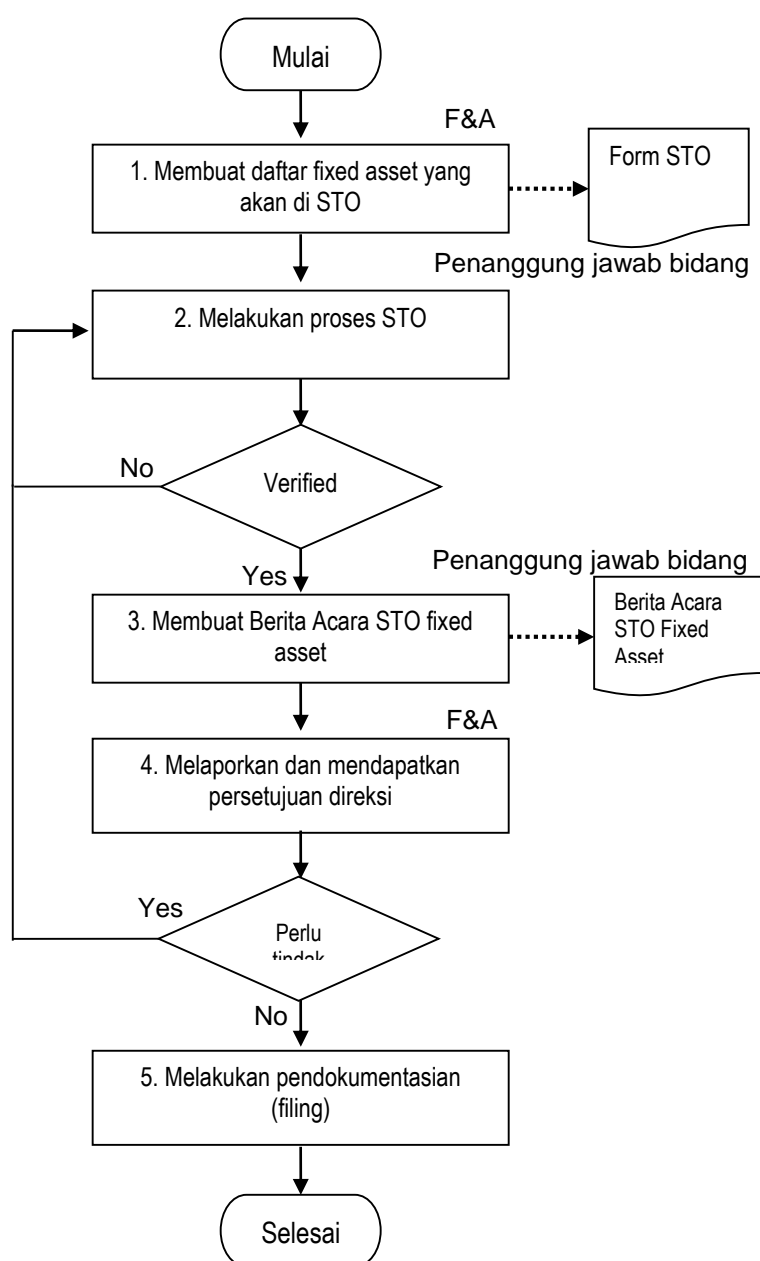 Mulai
F&A
1. Membuat daftar fixed asset yang
akan di STO
Form STO
Penanggung jawab bidang
2. Melakukan proses STO
No
Verified
Yes
Penanggung jawab bidang
3. Membuat Berita Acara STO fixed
asset
Berita Acara
STO Fixed
Asset
F&A
4. Melaporkan dan mendapatkan
persetujuan direksi
Yes
Perlu
tindak
No
5. Melakukan pendokumentasian
(filing)
Selesai